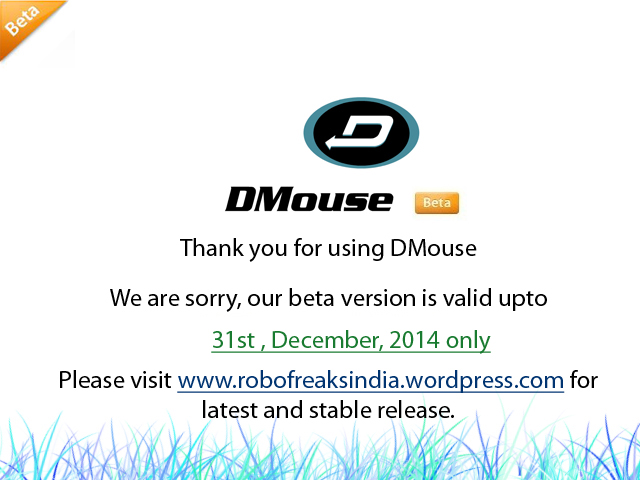 Beta
D
DMouse Beta
Thank you for using DMouse
We are sorry, our beta version is valid upto
31st , December, 2014 only
Please visit www.robofreaksindia.wordpress.com for
latest and stable release.